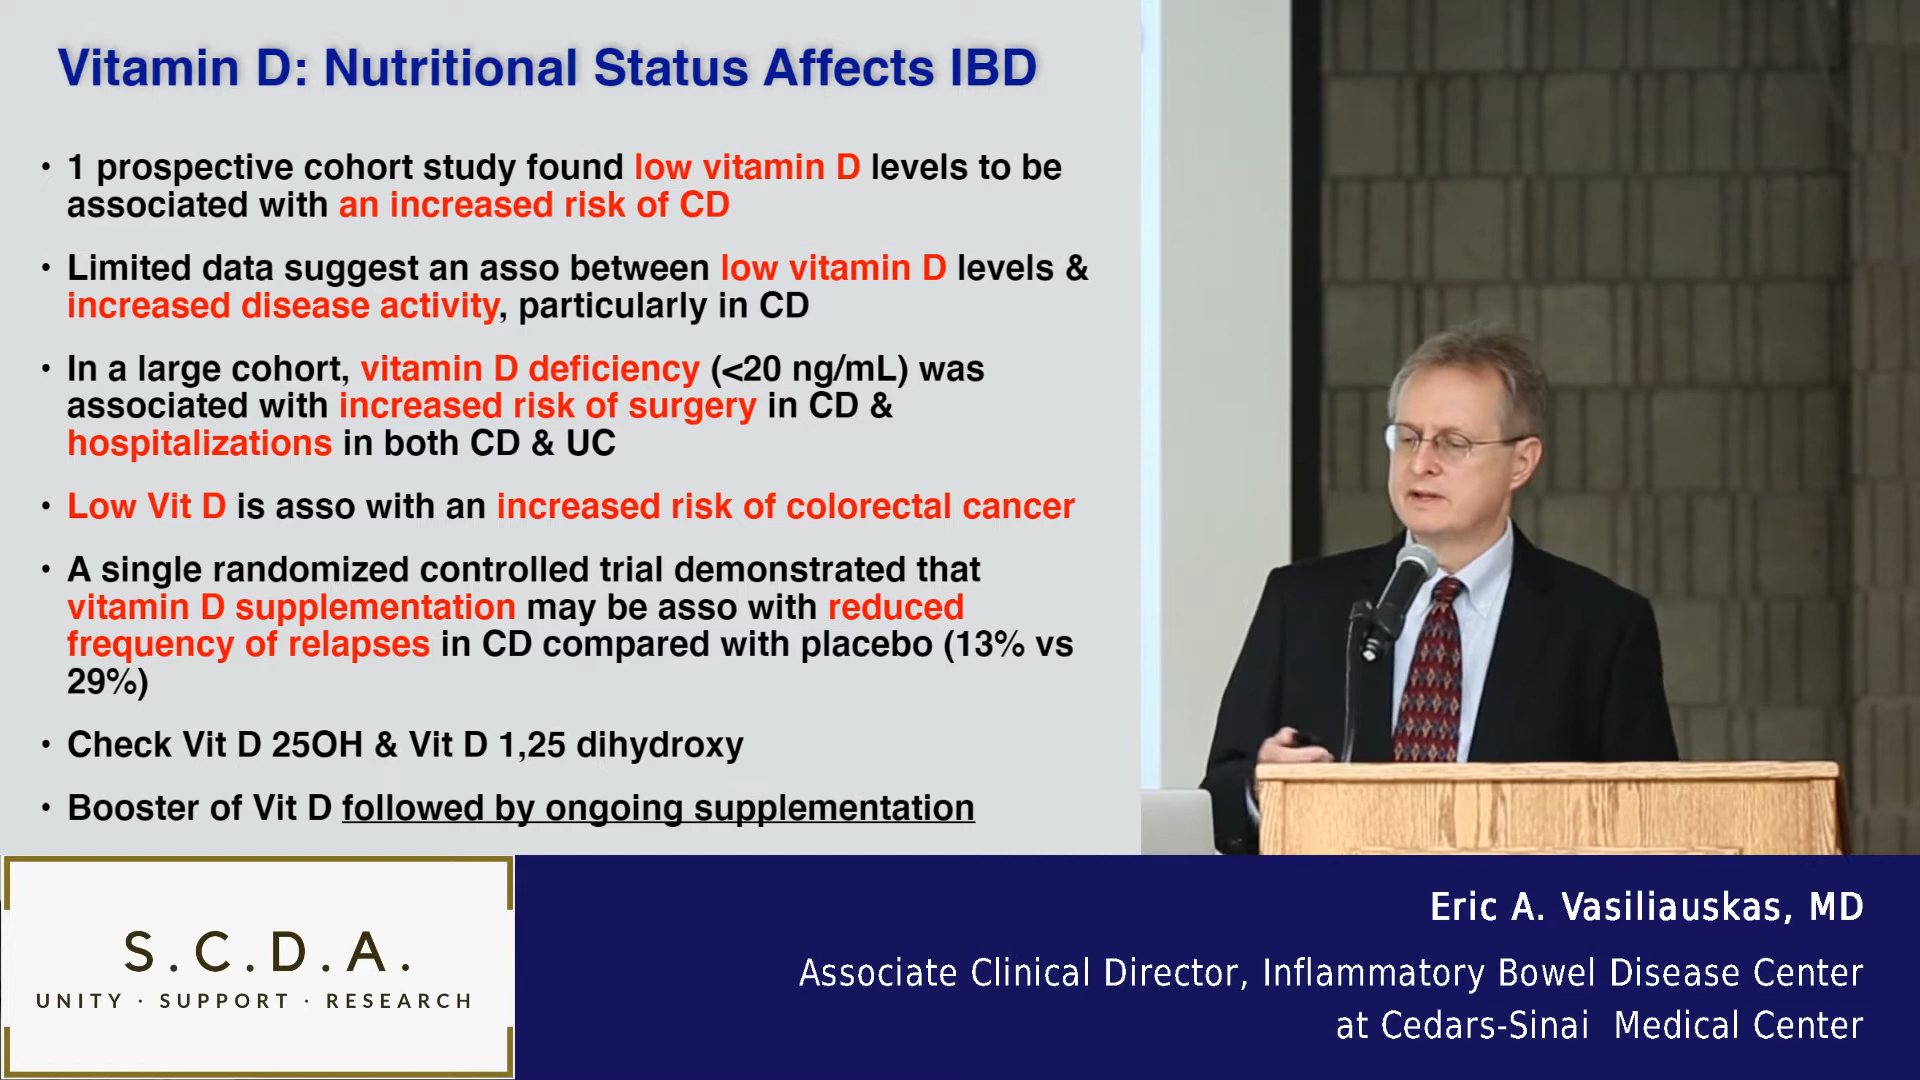 Vitamin D: Nutritional Status Affects IBD
• 1 prospective cohort study found low vitamin D levels to be
associated with an increased risk of CD
• Limited data suggest an asso between low vitamin D levels &
increased disease activity, particularly in CD
• In a large cohort, vitamin D deficiency (<20 ng/mL) was
associated with increased risk of surgery in CD &
hospitalizations in both CD & UC
• Low Vit D is asso with an increased risk of colorectal cancer
• A single randomized controlled trial demonstrated that
vitamin D supplementation may be asso with reduced
frequency of relapses in CD compared with placebo (13% vs
29%)
• Check Vit D 25OH & Vit D 1,25 dihydroxy
• Booster of Vit D followed by ongoing supplementation
S.C.D.A.
UNITY · SUPPORT · RESEARCH
Eric A. Vasiliauskas, MD
Associate Clinical Director, Inflammatory Bowel Disease Center
at Cedars-Sinai Medical Center